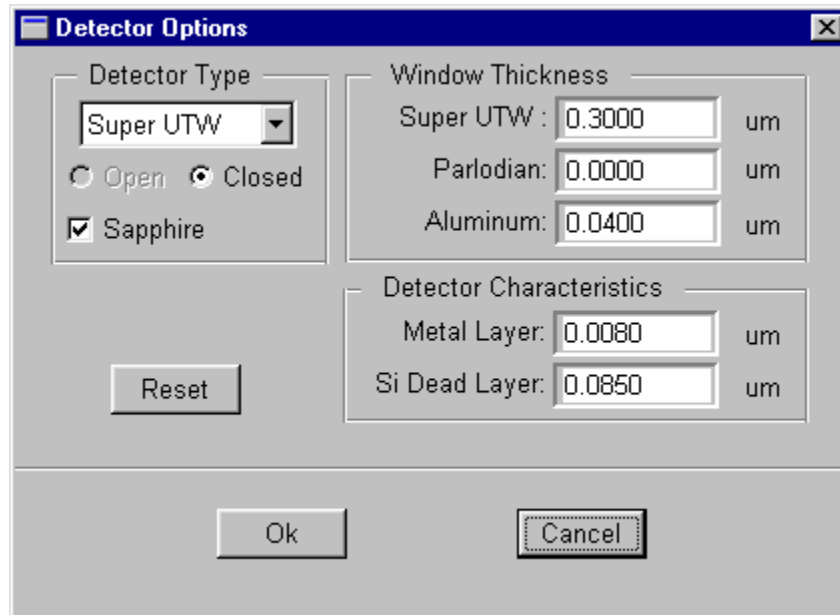 Detector Options
Detector Type
Super UTW
Open Closed
Sapphire
Reset
Window Thickness
Super UTW : 0.3000 um
Parlodian: 0.0000 um
Aluminum: 0.0400 um
Detector Characteristics
Metal Layer: 0.0080 um
Si Dead Layer: 0.0850 um
Ok
Cancel